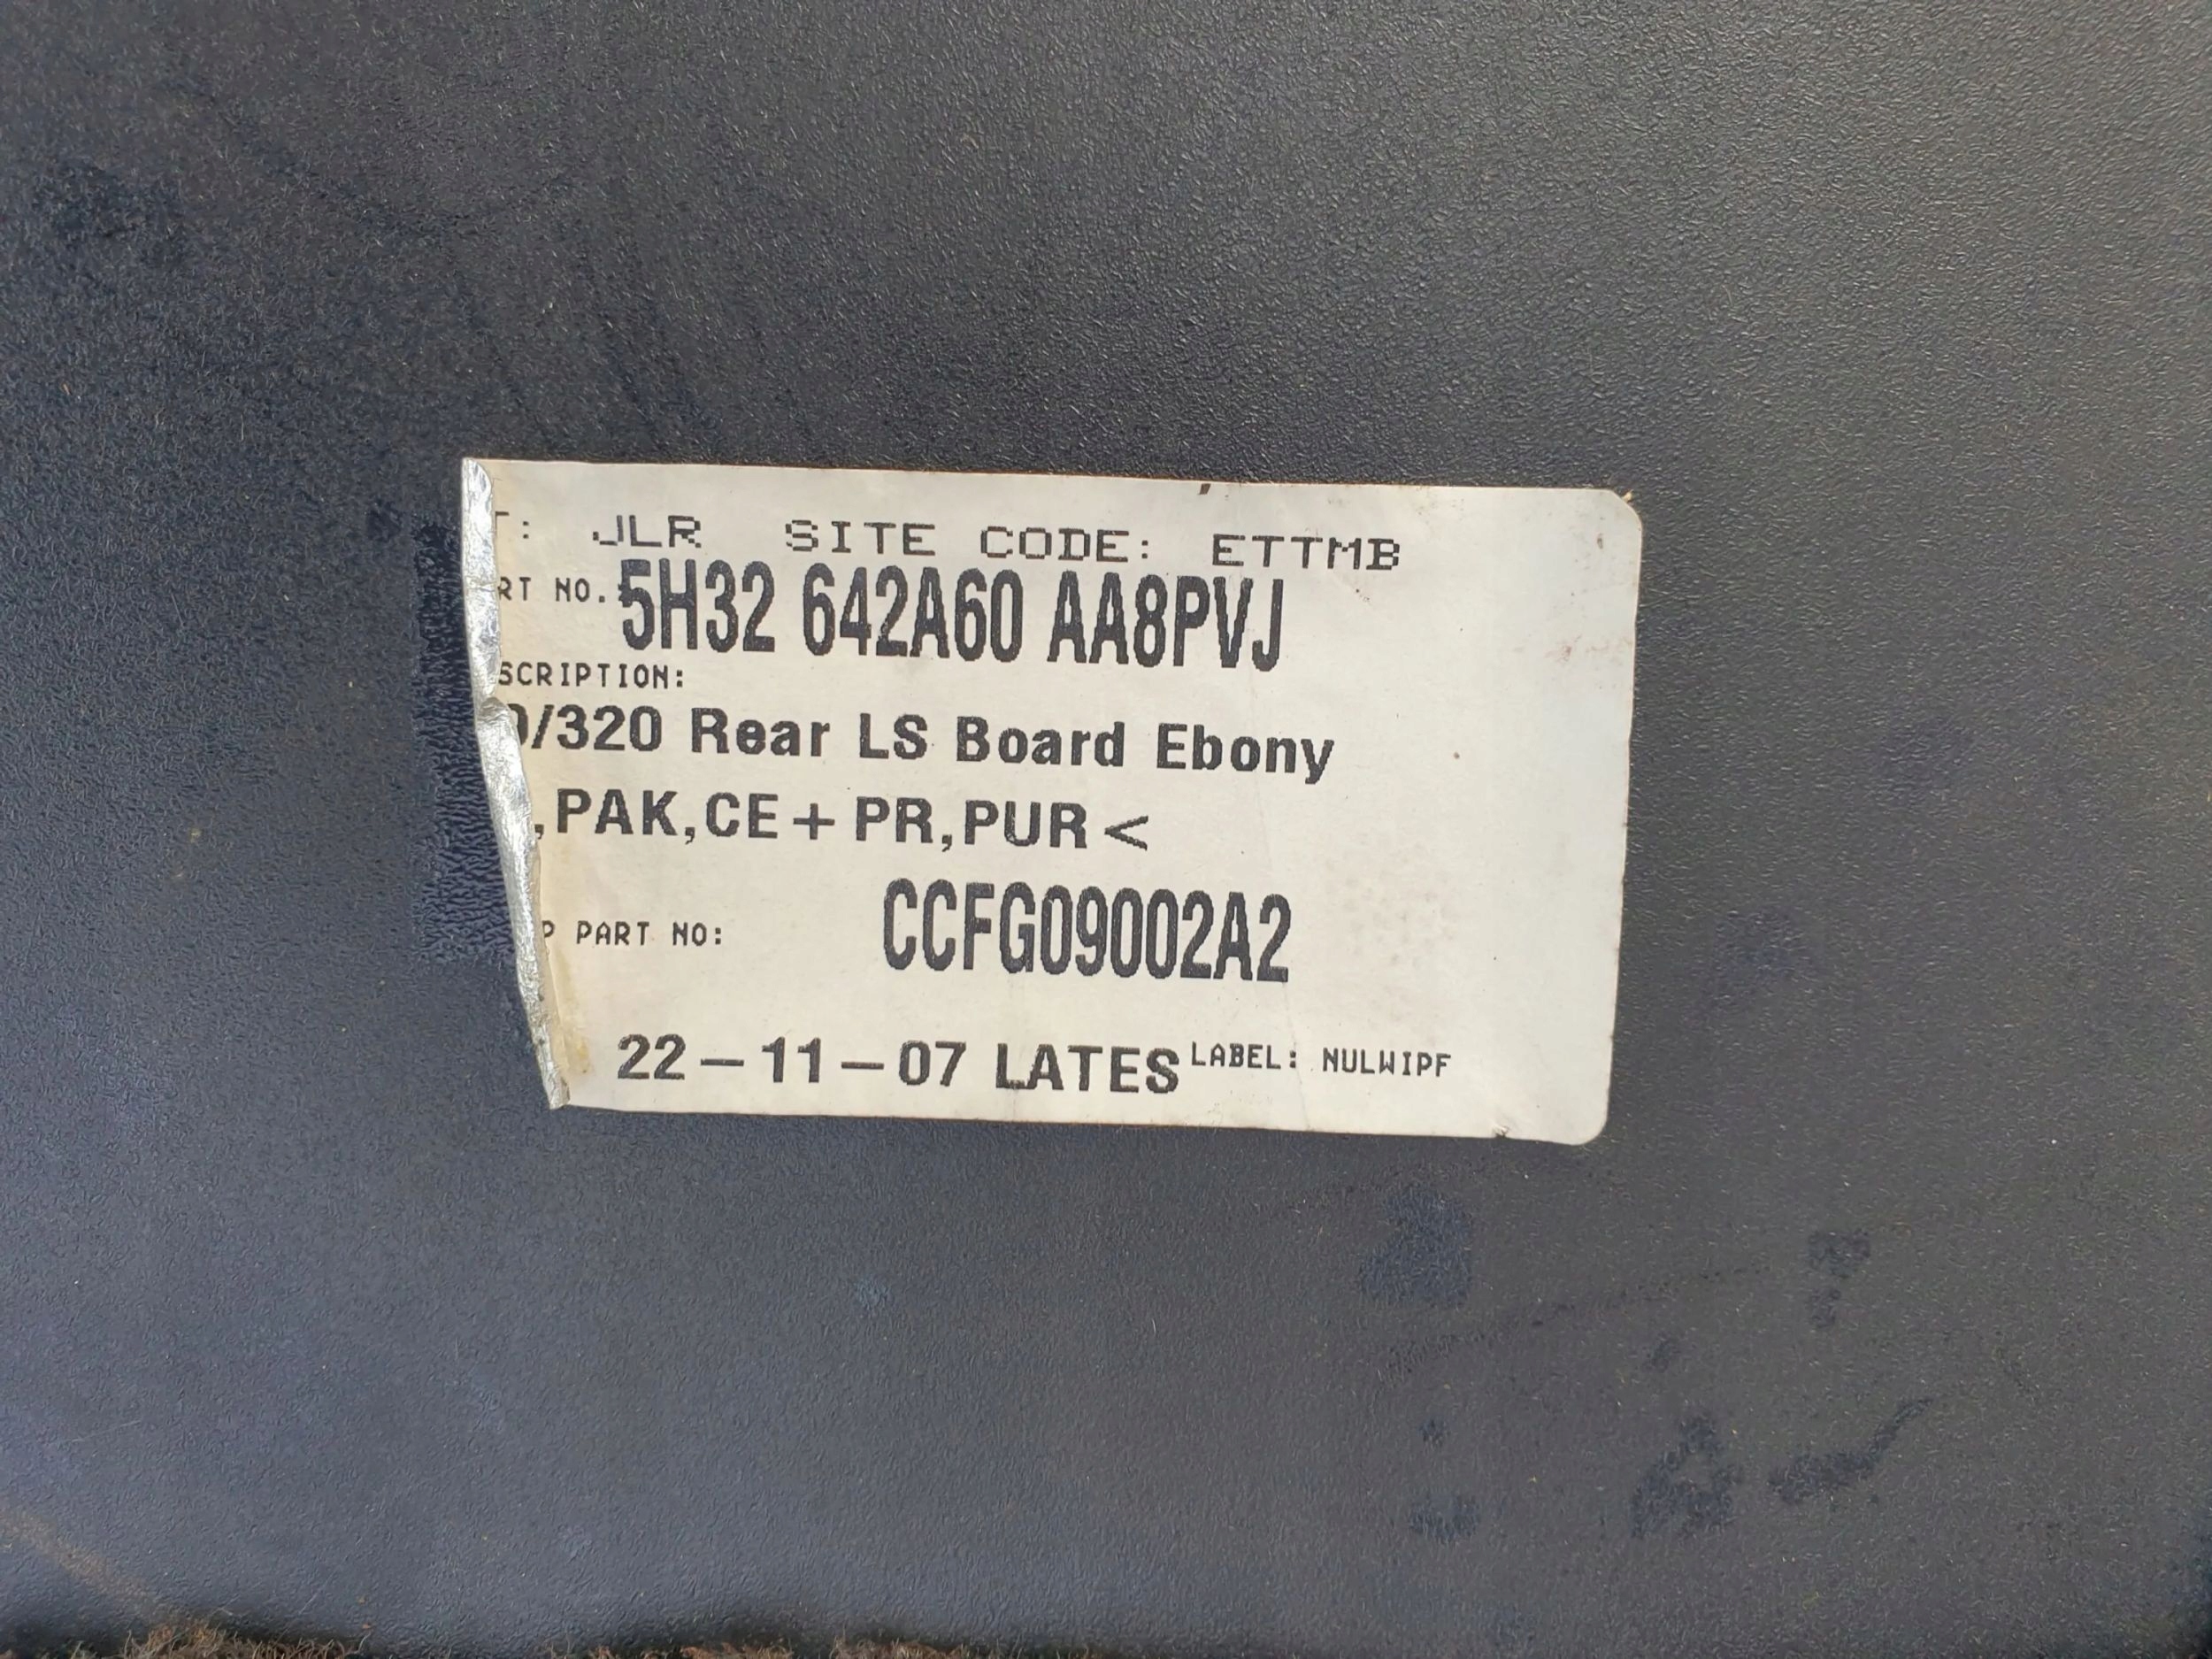 T: JLR SITE CODE: ETTMB
RT NO. 5H32 642A60 AA8PVJ
SCRIPTION:
0/320 Rear LS Board Ebony
,PAK,CE+PR,PUR<
P PART NO: CCFG09002A2
22-11-07 LATES LABEL: NULWIPF